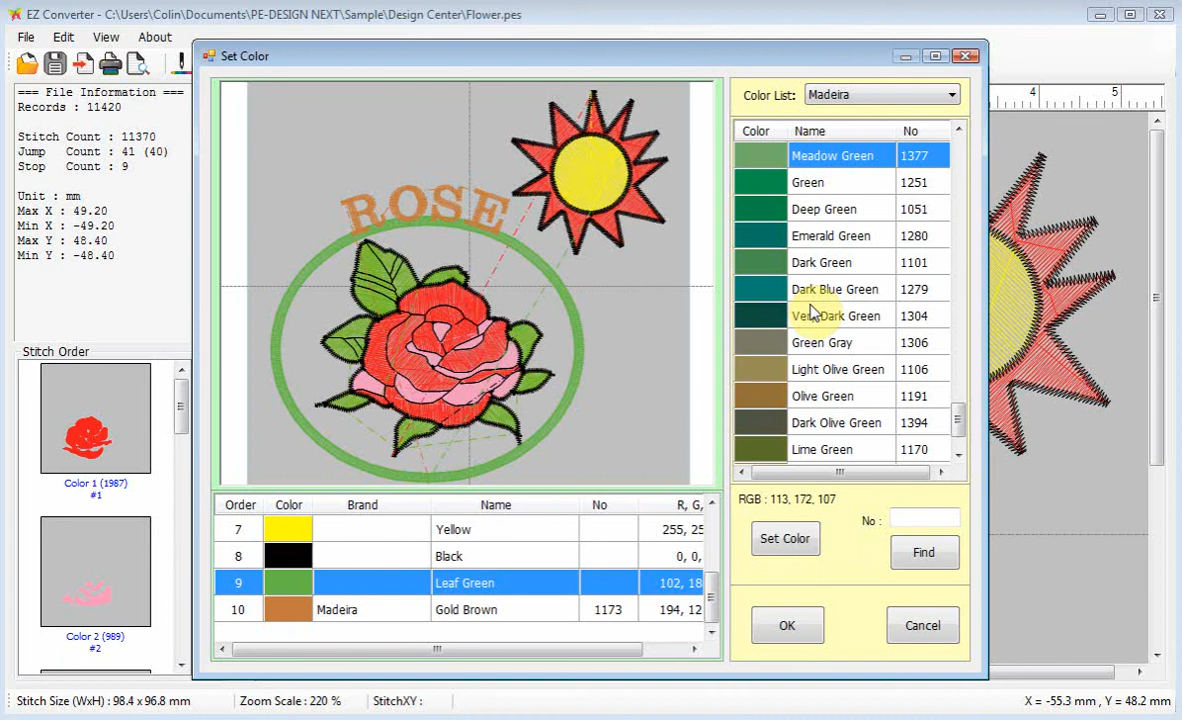 EZ Converter - C:\Users\Colin\Documents\PE-DESIGN NEXT\Sample\Design Center\Flower.pes
File Edit View About
=== File Information ===
Records : 11420
Stitch Count : 11370
Jump Count : 41 (40)
Stop Count : 9
Unit : mm
Max X : 49.20
Min X : -49.20
Max Y : 48.40
Min Y : -48.40
Stitch Order
Color 1 (1987)
#1
Color 2 (989)
#2
Set Color
ROSE
Order Color Brand Name No R, G,
7 Yellow 255, 25
8 Black 0, 0,
9 Leaf Green 102, 18
10 Madeira Gold Brown 1173 194, 12
Color List: Madeira
Color Name No
Meadow Green 1377
Green 1251
Deep Green 1051
Emerald Green 1280
Dark Green 1101
Dark Blue Green 1279
Very Dark Green 1304
Green Gray 1306
Light Olive Green 1106
Olive Green 1191
Dark Olive Green 1394
Lime Green 1170
RGB : 113, 172, 107
Set Color
No :
Find
OK
Cancel
4 5
Stitch Size (WxH) : 98.4 x 96.8 mm Zoom Scale : 220 % StitchXY : X = -55.3 mm , Y = 48.2 mm